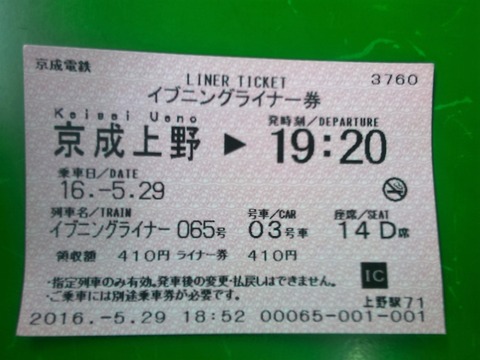 京成電鉄
LINER TICKET 3760
イブニングライナー券
Keisei Ueno 発時刻/DEPARTURE
京成上野 ▶ 19:20
乗車日/DATE
16.-5.29
列車名/TRAIN 号車/CAR 座席/SEAT
イブニングライナー 065号 03号車 14D席
領収額 410円 ライナー券 410円
・指定列車のみ有効。発車後の変更・払戻しはできません。
・ご乗車には別途乗車券が必要です。
IC
上野駅71
2016.-5.29 18:52 00065-001-001